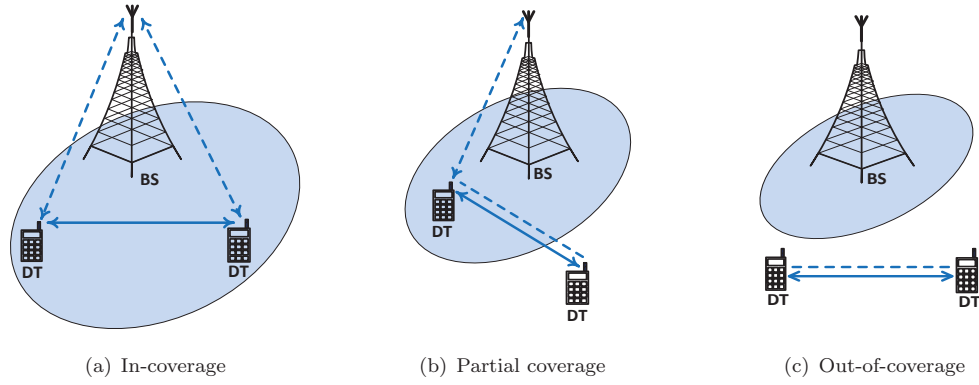 BS
DT
DT
(a) In-coverage
BS
DT
DT
(b) Partial coverage
BS
DT
DT
(c) Out-of-coverage